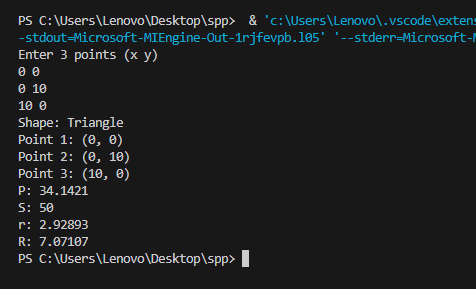 PS C:\Users\Lenovo\Desktop\spp>  & 'c:\Users\Lenovo\.vscode\exten
-stdout=Microsoft-MIEngine-Out-1rjfevpb.l05' '--stderr=Microsoft-M
Enter 3 points (x y)
0 0
0 10
10 0
Shape: Triangle
Point 1: (0, 0)
Point 2: (0, 10)
Point 3: (10, 0)
P: 34.1421
S: 50
r: 2.92893
R: 7.07107
PS C:\Users\Lenovo\Desktop\spp>